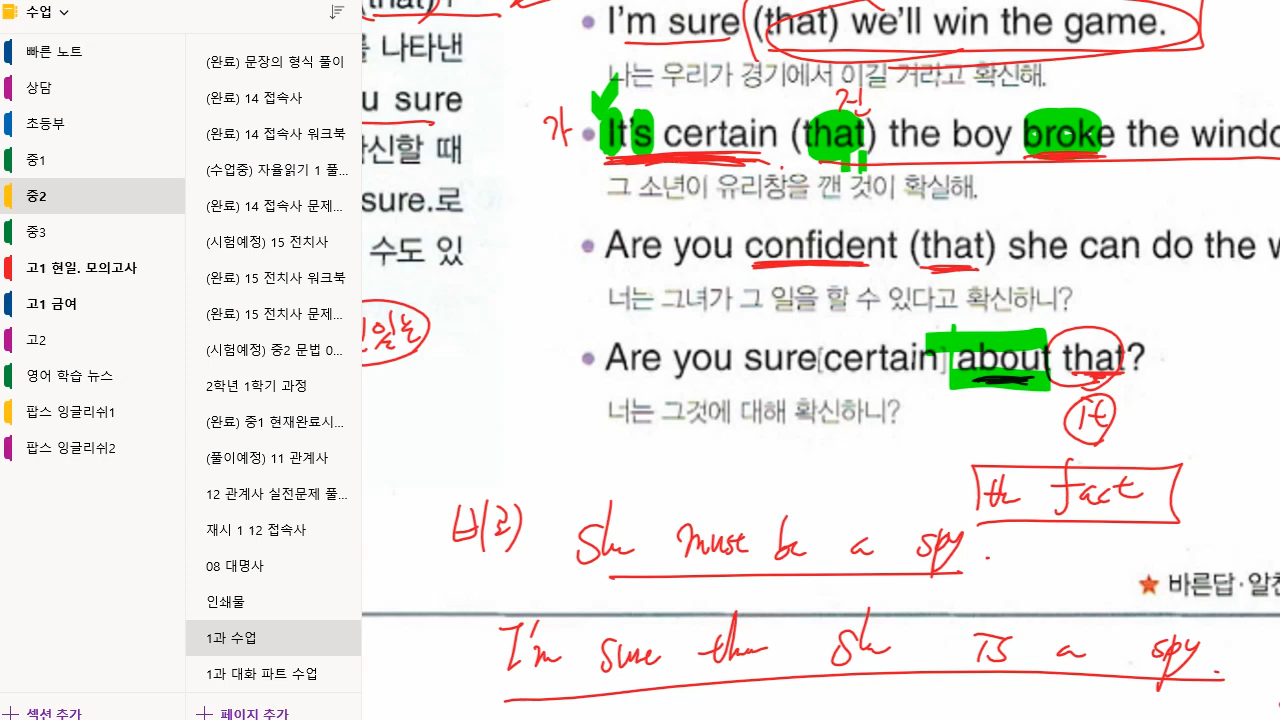 수업
빠른 노트
상담
초등부
중1
중2
중3
고1 현일. 모의고사
고1 금여
고2
영어 학습 뉴스
팝스 잉글리쉬1
팝스 잉글리쉬2
섹션 추가
(완료) 문장의 형식 풀이
(완료) 14 접속사
(완료) 14 접속사 워크북
(수업중) 자율읽기 1 풀...
(완료) 14 접속사 문제...
(시험예정) 15 전치사
(완료) 15 전치사 워크북
(완료) 15 전치사 문제...
(시험예정) 중2 문법 0...
2학년 1학기 과정
(완료) 중1 현재완료시...
(풀이예정) 11 관계사
12 관계사 실전문제 풀...
재시 1 12 접속사
08 대명사
인쇄물
1과 수업
1과 대화 파트 수업
페이지 추가
(that)
를 나타낸
u sure
확신할 때
sure.로
수도 있
있는
• I'm sure (that) we'll win the game.
나는 우리가 경기에서 이길 거라고 확신해.
가 진
• It's certain (that) the boy broke the windo
그 소년이 유리창을 깬 것이 확실해.
• Are you confident (that) she can do the w
너는 그녀가 그 일을 할 수 있다고 확신하니?
• Are you sure[certain] about that?
너는 그것에 대해 확신하니?
it
the fact
비교) She must be a spy.
★ 바른답·알찬
I'm sure that she is a spy.